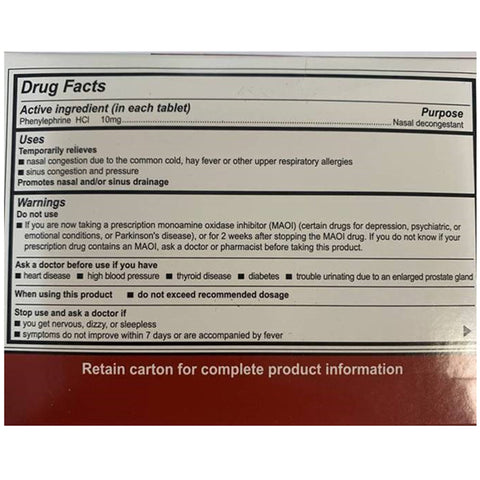 Drug Facts
Active ingredient (in each tablet) Purpose
Phenylephrine HCl 10mg Nasal decongestant
Uses
Temporarily relieves
■ nasal congestion due to the common cold, hay fever or other upper respiratory allergies
■ sinus congestion and pressure
Promotes nasal and/or sinus drainage
Warnings
Do not use
■ If you are now taking a prescription monoamine oxidase inhibitor (MAOI) (certain drugs for depression, psychiatric, or
emotional conditions, or Parkinson's disease), or for 2 weeks after stopping the MAOI drug. If you do not know if your
prescription drug contains an MAOI, ask a doctor or pharmacist before taking this product.
Ask a doctor before use if you have
■ heart disease ■ high blood pressure ■ thyroid disease ■ diabetes ■ trouble urinating due to an enlarged prostate gland
When using this product ■ do not exceed recommended dosage
Stop use and ask a doctor if
■ you get nervous, dizzy, or sleepless
■ symptoms do not improve within 7 days or are accompanied by fever
Retain carton for complete product information